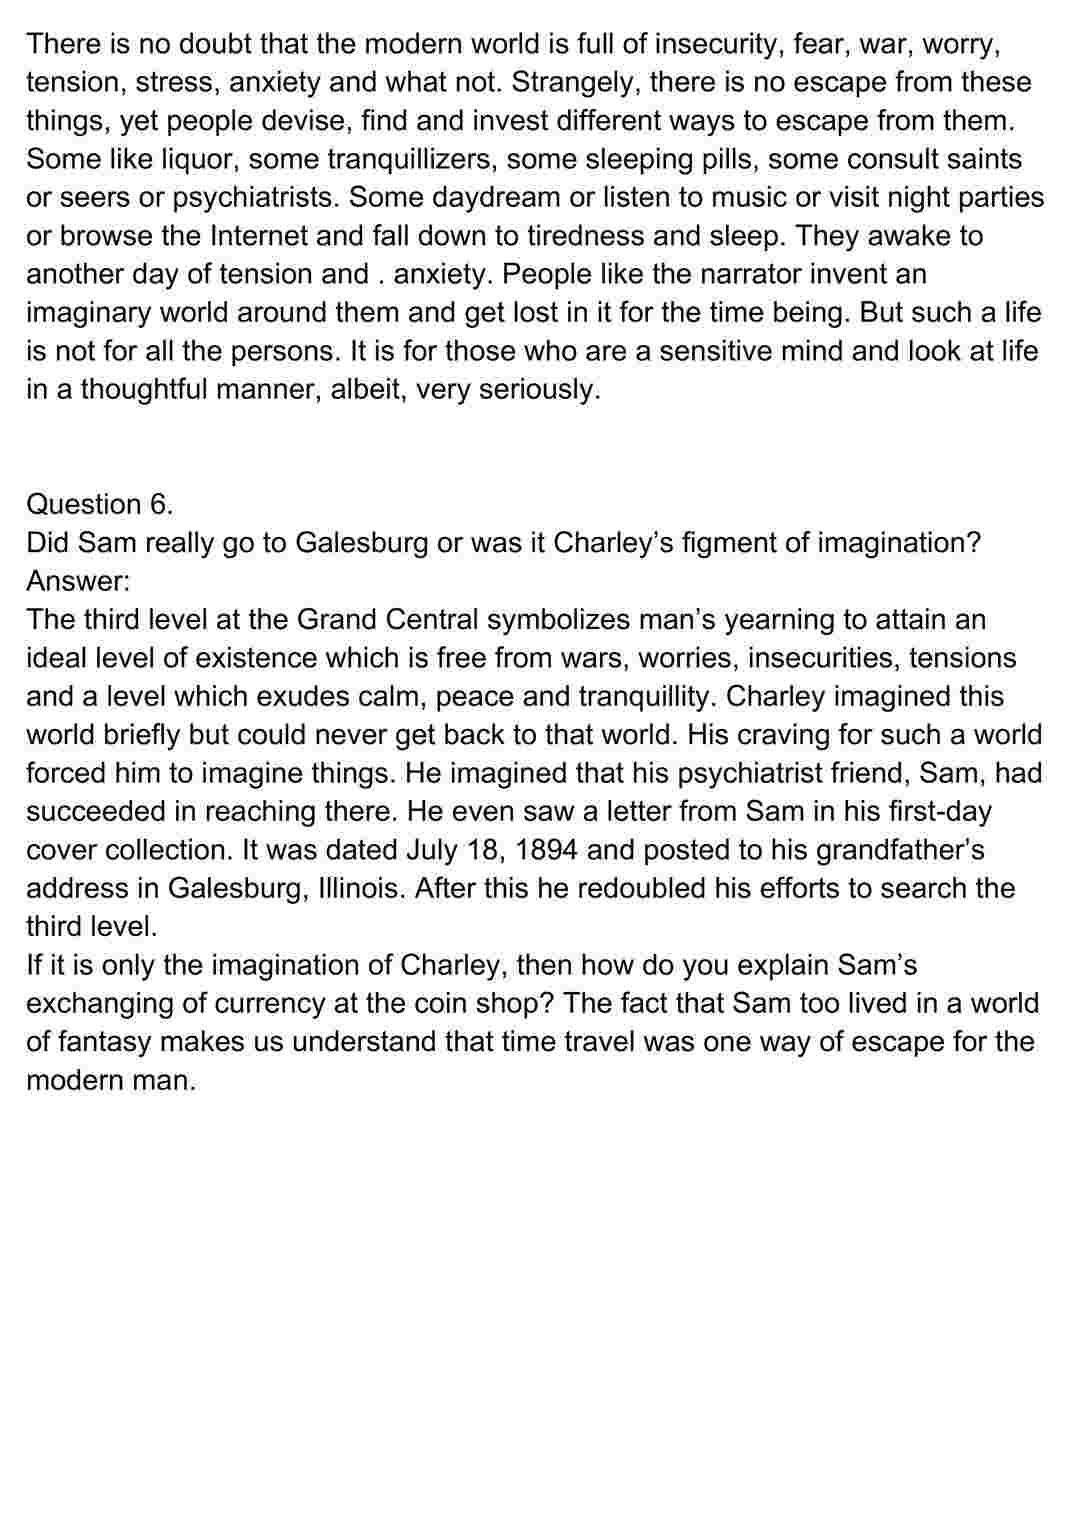 There is no doubt that the modern world is full of insecurity, fear, war, worry,
tension, stress, anxiety and what not. Strangely, there is no escape from these
things, yet people devise, find and invest different ways to escape from them.
Some like liquor, some tranquillizers, some sleeping pills, some consult saints
or seers or psychiatrists. Some daydream or listen to music or visit night parties
or browse the Internet and fall down to tiredness and sleep. They awake to
another day of tension and . anxiety. People like the narrator invent an
imaginary world around them and get lost in it for the time being. But such a life
is not for all the persons. It is for those who are a sensitive mind and look at life
in a thoughtful manner, albeit, very seriously.
Question 6.
Did Sam really go to Galesburg or was it Charley’s figment of imagination?
Answer:
The third level at the Grand Central symbolizes man’s yearning to attain an
ideal level of existence which is free from wars, worries, insecurities, tensions
and a level which exudes calm, peace and tranquillity. Charley imagined this
world briefly but could never get back to that world. His craving for such a world
forced him to imagine things. He imagined that his psychiatrist friend, Sam, had
succeeded in reaching there. He even saw a letter from Sam in his first-day
cover collection. It was dated July 18, 1894 and posted to his grandfather’s
address in Galesburg, Illinois. After this he redoubled his efforts to search the
third level.
If it is only the imagination of Charley, then how do you explain Sam’s
exchanging of currency at the coin shop? The fact that Sam too lived in a world
of fantasy makes us understand that time travel was one way of escape for the
modern man.